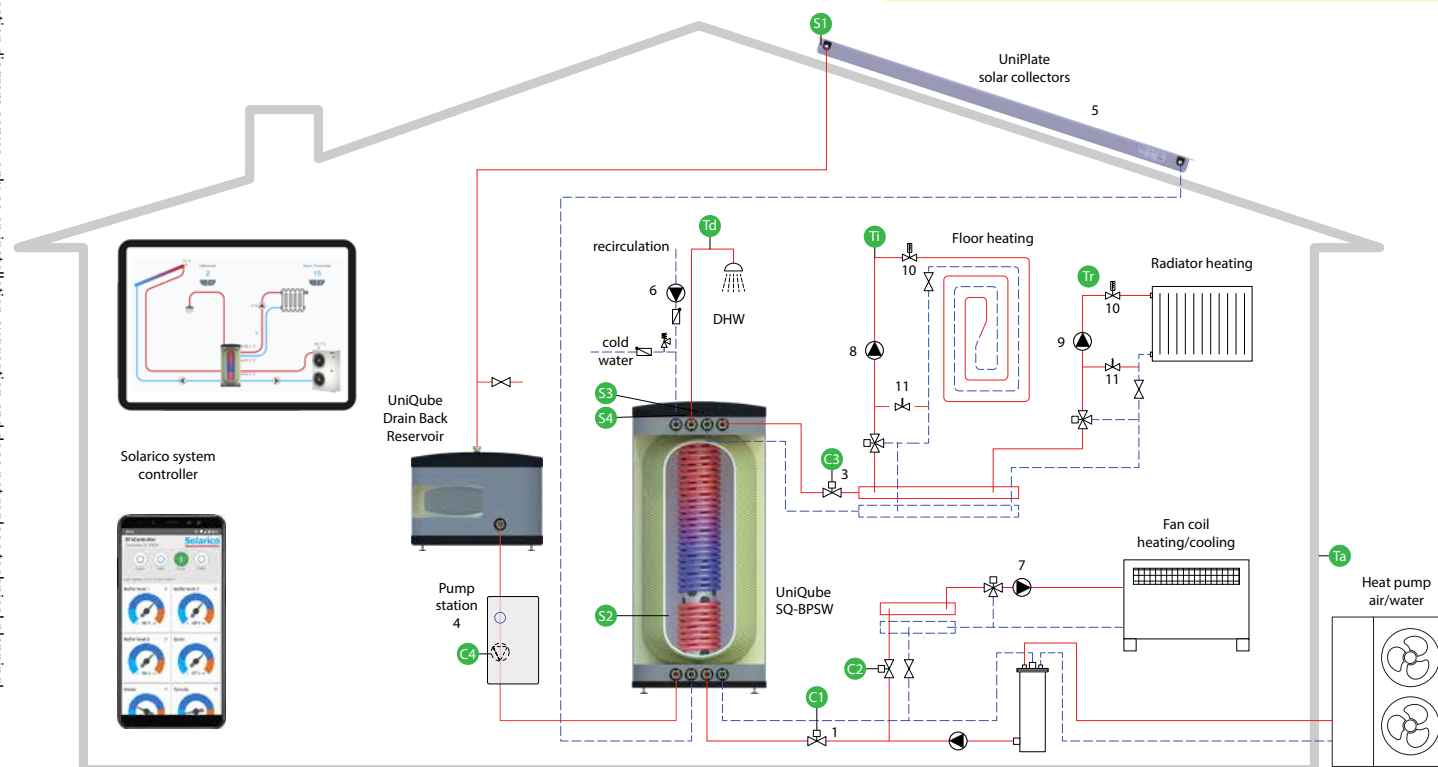 S1
UniPlate
solar collectors
5
recirculation
Td
6
DHW
cold
water
Ti
10
Floor heating
8
11
Tr
10
Radiator heating
9
11
Solarico system
controller
UniQube
Drain Back
Reservoir
S3
S4
C3
3
S2
UniQube
SQ-BPSW
Pump
station
4
C4
C1
1
C2
7
Fan coil
heating/cooling
Ta
Heat pump
air/water
2
15
Solarico